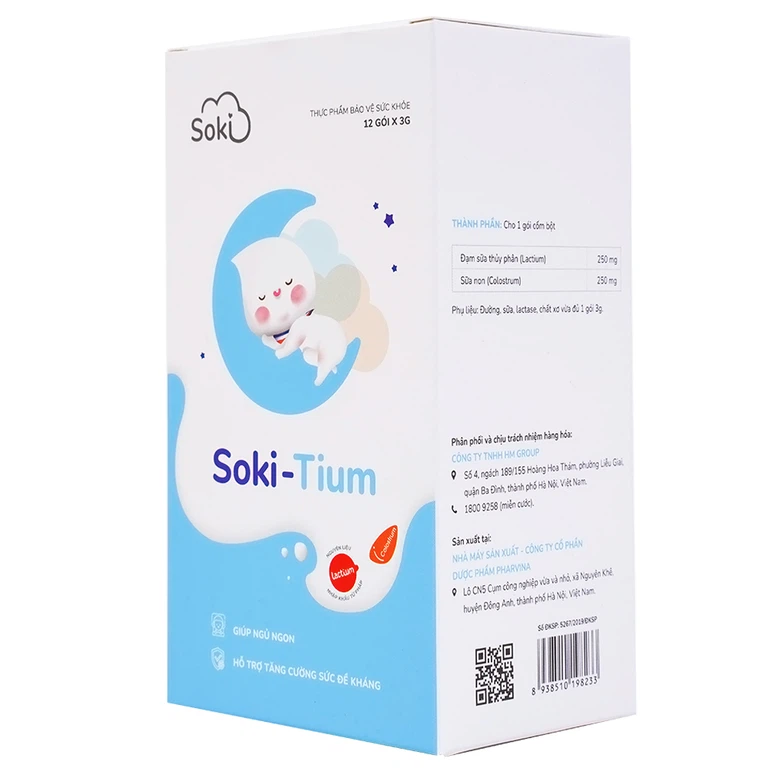 Soki
THỰC PHẨM BẢO VỆ SỨC KHỎE
12 GÓI X 3G
Soki-Tium
NGUYÊN LIỆU
Lactium
NHẬP KHẨU TỪ PHÁP
Colostrum
GIÚP NGỦ NGON
HỖ TRỢ TĂNG CƯỜNG SỨC ĐỀ KHÁNG
THÀNH PHẦN: Cho 1 gói cốm bột
Đạm sữa thủy phân (Lactium) 250 mg
Sữa non (Colostrum) 250 mg
Phụ liệu: Đường, sữa, lactase, chất xơ vừa đủ 1 gói 3g.
Phân phối và chịu trách nhiệm hàng hóa:
CÔNG TY TNHH HM GROUP
Số 4, ngách 189/155 Hoàng Hoa Thám, phường Liễu Giai,
quận Ba Đình, thành phố Hà Nội, Việt Nam.
1800 9258 (miễn cước).
Sản xuất tại:
NHÀ MÁY SẢN XUẤT - CÔNG TY CỔ PHẦN
DƯỢC PHẨM PHARVINA
Lô CN5 Cụm công nghiệp vừa và nhỏ, xã Nguyên Khê,
huyện Đông Anh, thành phố Hà Nội, Việt Nam.
Số ĐKSP: 5267/2019/ĐKSP
8 938510 198233